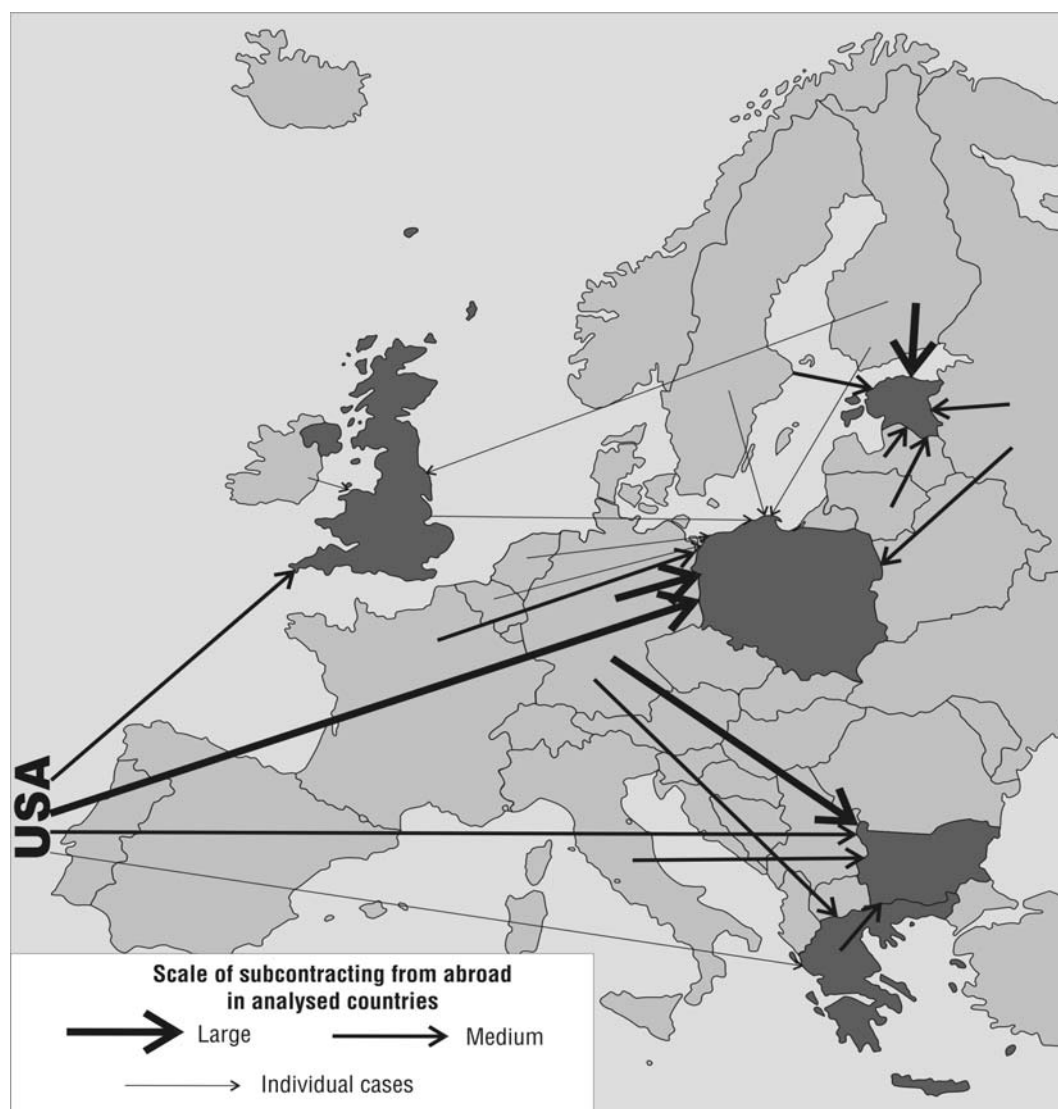 USA
Scale of subcontracting from abroad
in analysed countries
Large
Medium
Individual cases